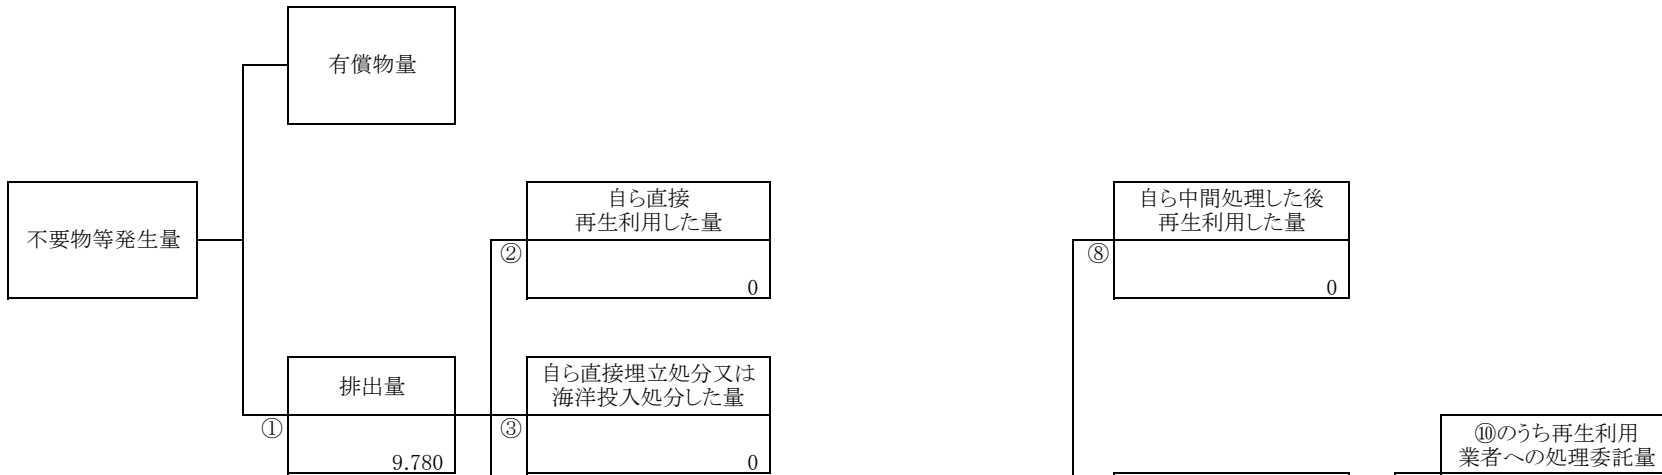 有償物量
不要物等発生量
自ら直接
再生利用した量
②
0
自ら中間処理した後
再生利用した量
⑧
0
排出量
①
9.780
自ら直接埋立処分又は
海洋投入処分した量
③
0
⑩のうち再生利用
業者への処理委託量